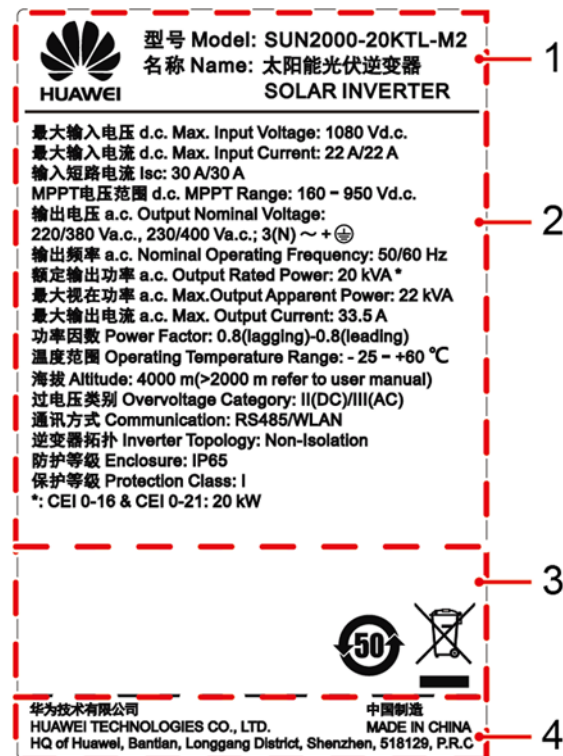 HUAWEI
型号 Model: SUN2000-20KTL-M2
名称 Name: 太阳能光伏逆变器
SOLAR INVERTER
1
最大输入电压 d.c. Max. Input Voltage: 1080 Vd.c.
最大输入电流 d.c. Max. Input Current: 22 A/22 A
输入短路电流 Isc: 30 A/30 A
MPPT电压范围 d.c. MPPT Range: 160 - 950 Vd.c.
输出电压 a.c. Output Nominal Voltage:
220/380 Va.c., 230/400 Va.c.; 3(N) ~ + ⏚
输出频率 a.c. Nominal Operating Frequency: 50/60 Hz
额定输出功率 a.c. Output Rated Power: 20 kVA *
最大视在功率 a.c. Max.Output Apparent Power: 22 kVA
最大输出电流 a.c. Max. Output Current: 33.5 A
功率因数 Power Factor: 0.8(lagging)-0.8(leading)
温度范围 Operating Temperature Range: - 25 - +60 ℃
海拔 Altitude: 4000 m(>2000 m refer to user manual)
过电压类别 Overvoltage Category: II(DC)/III(AC)
通讯方式 Communication: RS485/WLAN
逆变器拓扑 Inverter Topology: Non-Isolation
防护等级 Enclosure: IP65
保护等级 Protection Class: I
*: CEI 0-16 & CEI 0-21: 20 kW
2
50
3
华为技术有限公司 中国制造
HUAWEI TECHNOLOGIES CO., LTD. MADE IN CHINA
HQ of Huawei, Bantian, Longgang District, Shenzhen, 518129, P.R.C
4